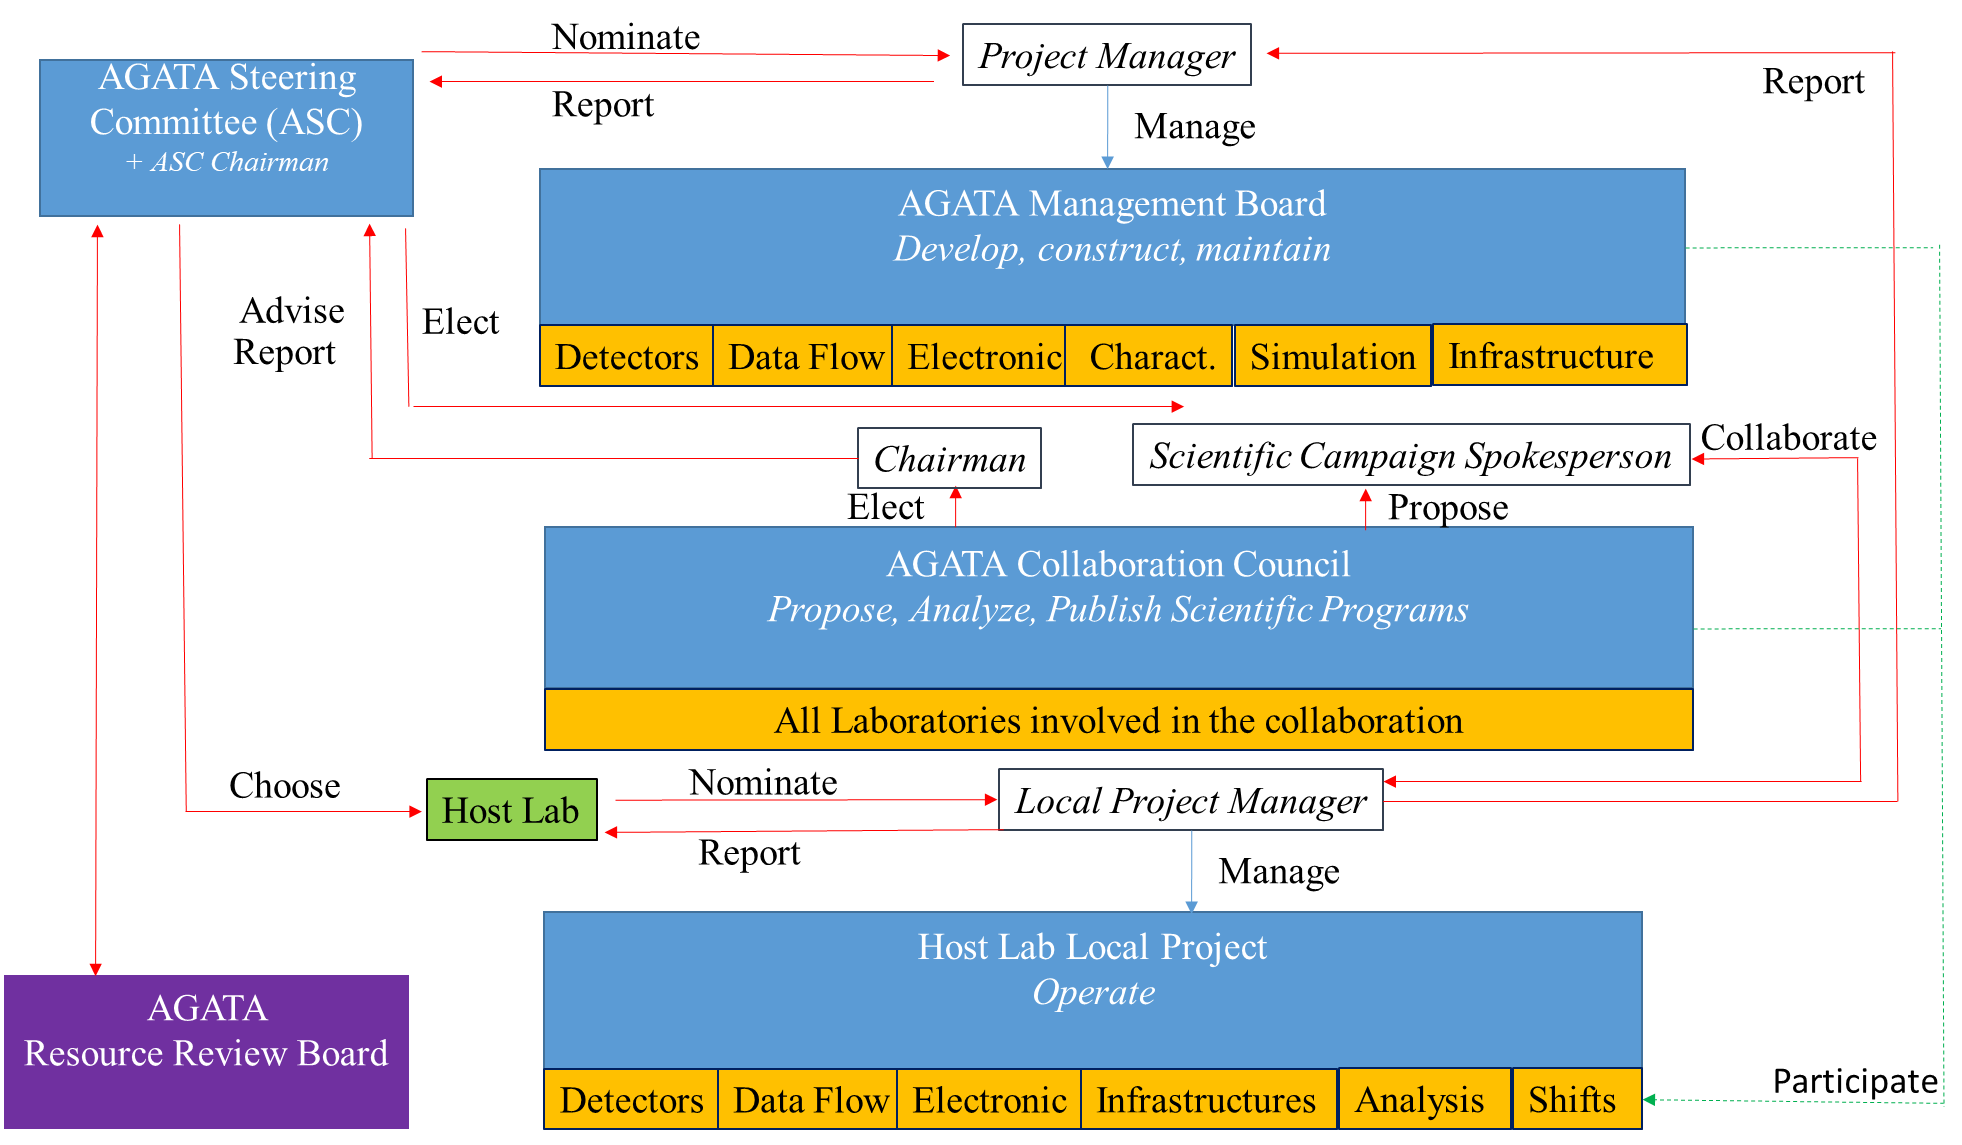 Nominate
Project Manager
Report
Report
AGATA Steering
Committee (ASC)
+ ASC Chairman
Manage
AGATA Management Board
Develop, construct, maintain
Detectors
Data Flow
Electronic
Charact.
Simulation
Infrastructure
Advise
Report
Elect
Chairman
Scientific Campaign Spokesperson
Collaborate
Elect
Propose
AGATA Collaboration Council
Propose, Analyze, Publish Scientific Programs
All Laboratories involved in the collaboration
Choose
Host Lab
Nominate
Local Project Manager
Report
Manage
Host Lab Local Project
Operate
Detectors
Data Flow
Electronic
Infrastructures
Analysis
Shifts
Participate
AGATA
Resource Review Board